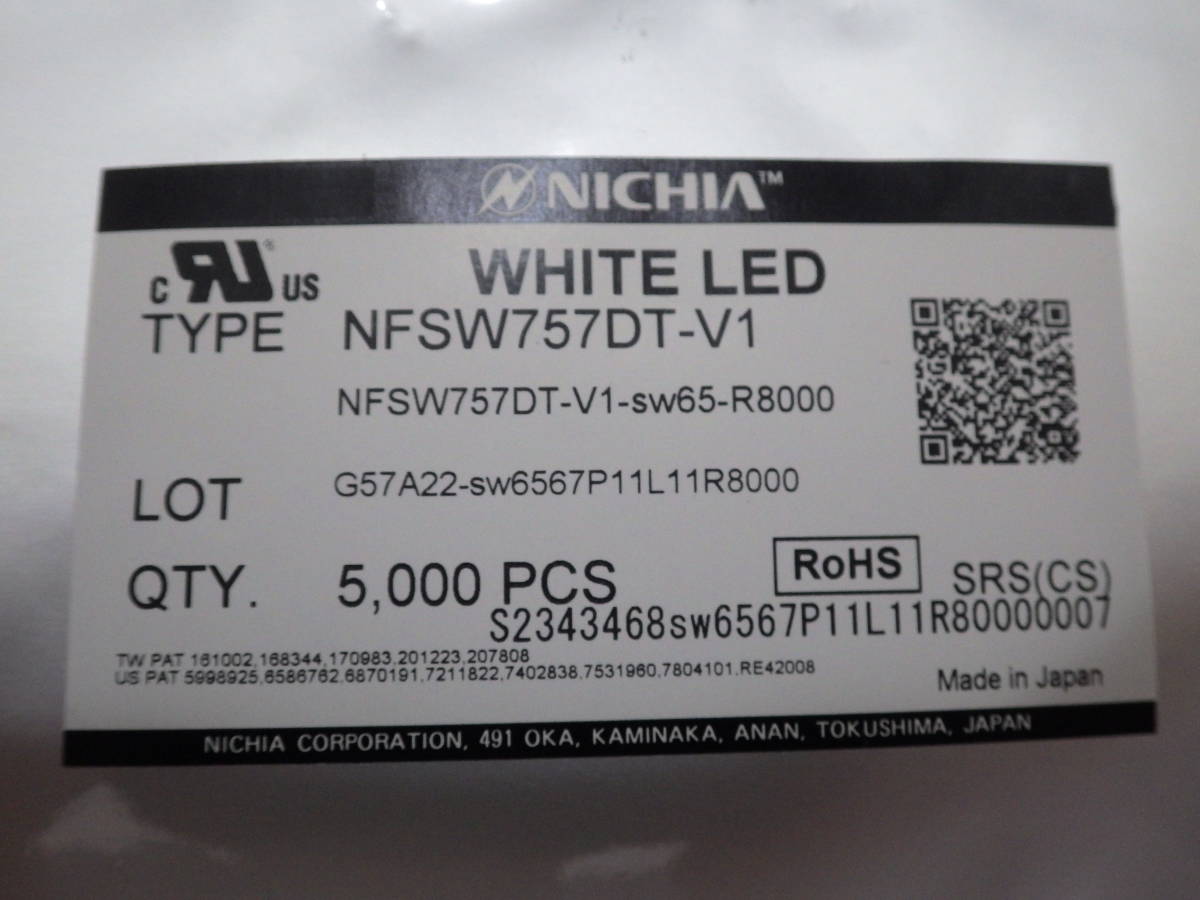 NICHIA™
c RU® US
WHITE LED
TYPE NFSW757DT-V1
NFSW757DT-V1-sw65-R8000
LOT G57A22-sw6567P11L11R8000
QTY. 5,000 PCS RoHS SRS(CS)
S2343468sw6567P11L11R80000007
TW PAT 161002,168344,170983,201223,207808
US PAT 5998925,6586762,6870191,7211822,7402838,7531960,7804101,RE42008
Made in Japan
NICHIA CORPORATION, 491 OKA, KAMINAKA, ANAN, TOKUSHIMA, JAPAN